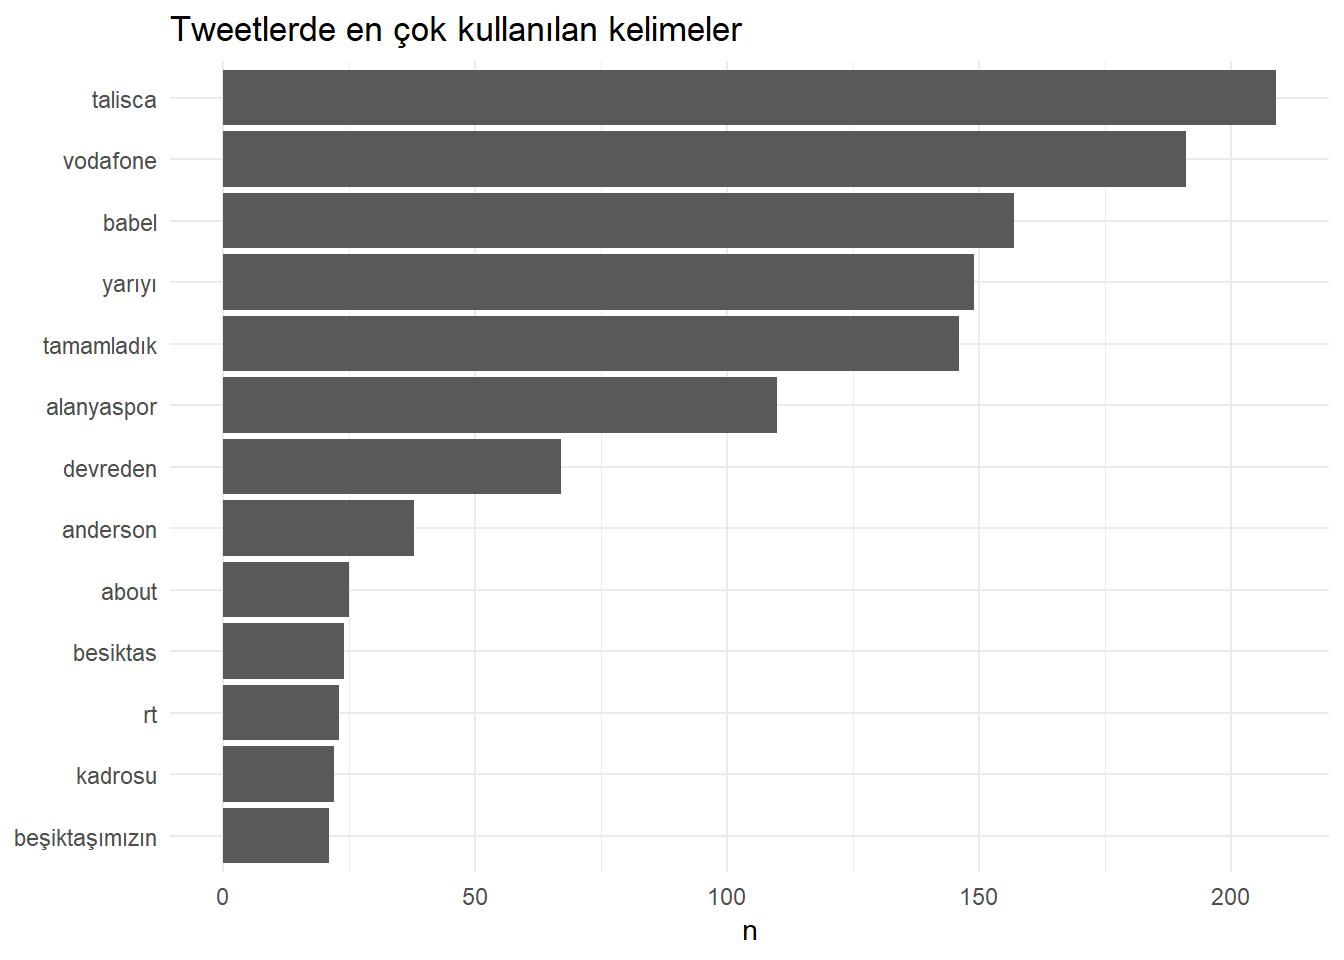 Tweetlerde en çok kullanılan kelimeler
talisca
vodafone
babel
yarıyı
tamamladık
alanyaspor
devreden
anderson
about
besiktas
rt
kadrosu
beşiktaşımızın
0 50 100 150 200
n